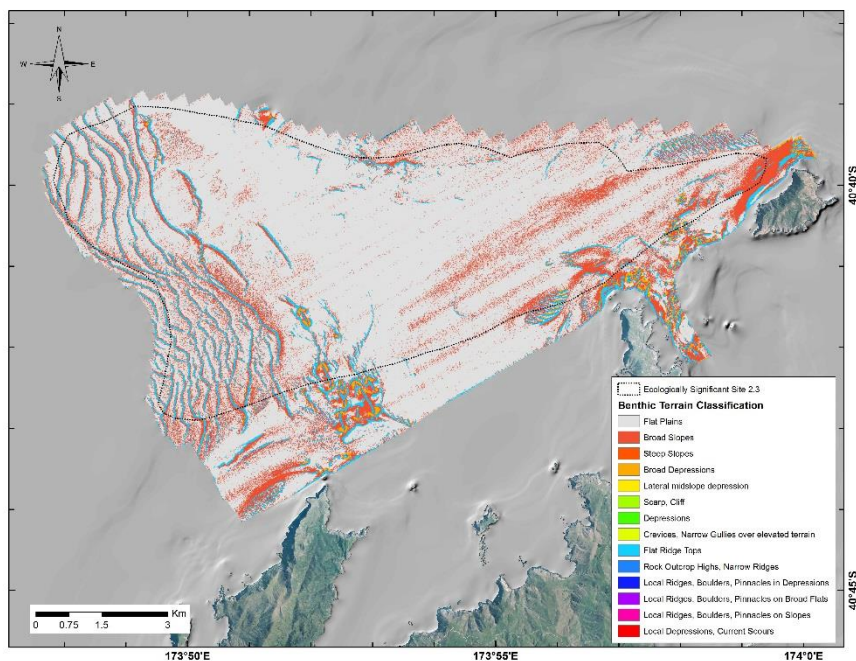 N
W E
S
40°40'S
Ecologically Significant Site 2.3
Benthic Terrain Classification
Flat Plains
Broad Slopes
Steep Slopes
Broad Depressions
Lateral midslope depression
Scarp, Cliff
Depressions
Crevices, Narrow Gullies over elevated terrain
Flat Ridge Tops
Rock Outcrop Highs, Narrow Ridges
Local Ridges, Boulders, Pinnacles in Depressions
Local Ridges, Boulders, Pinnacles on Broad Flats
Local Ridges, Boulders, Pinnacles on Slopes
Local Depressions, Current Scours
40°45'S
Km
0 0.75 1.5 3
173°50'E 173°55'E 174°0'E